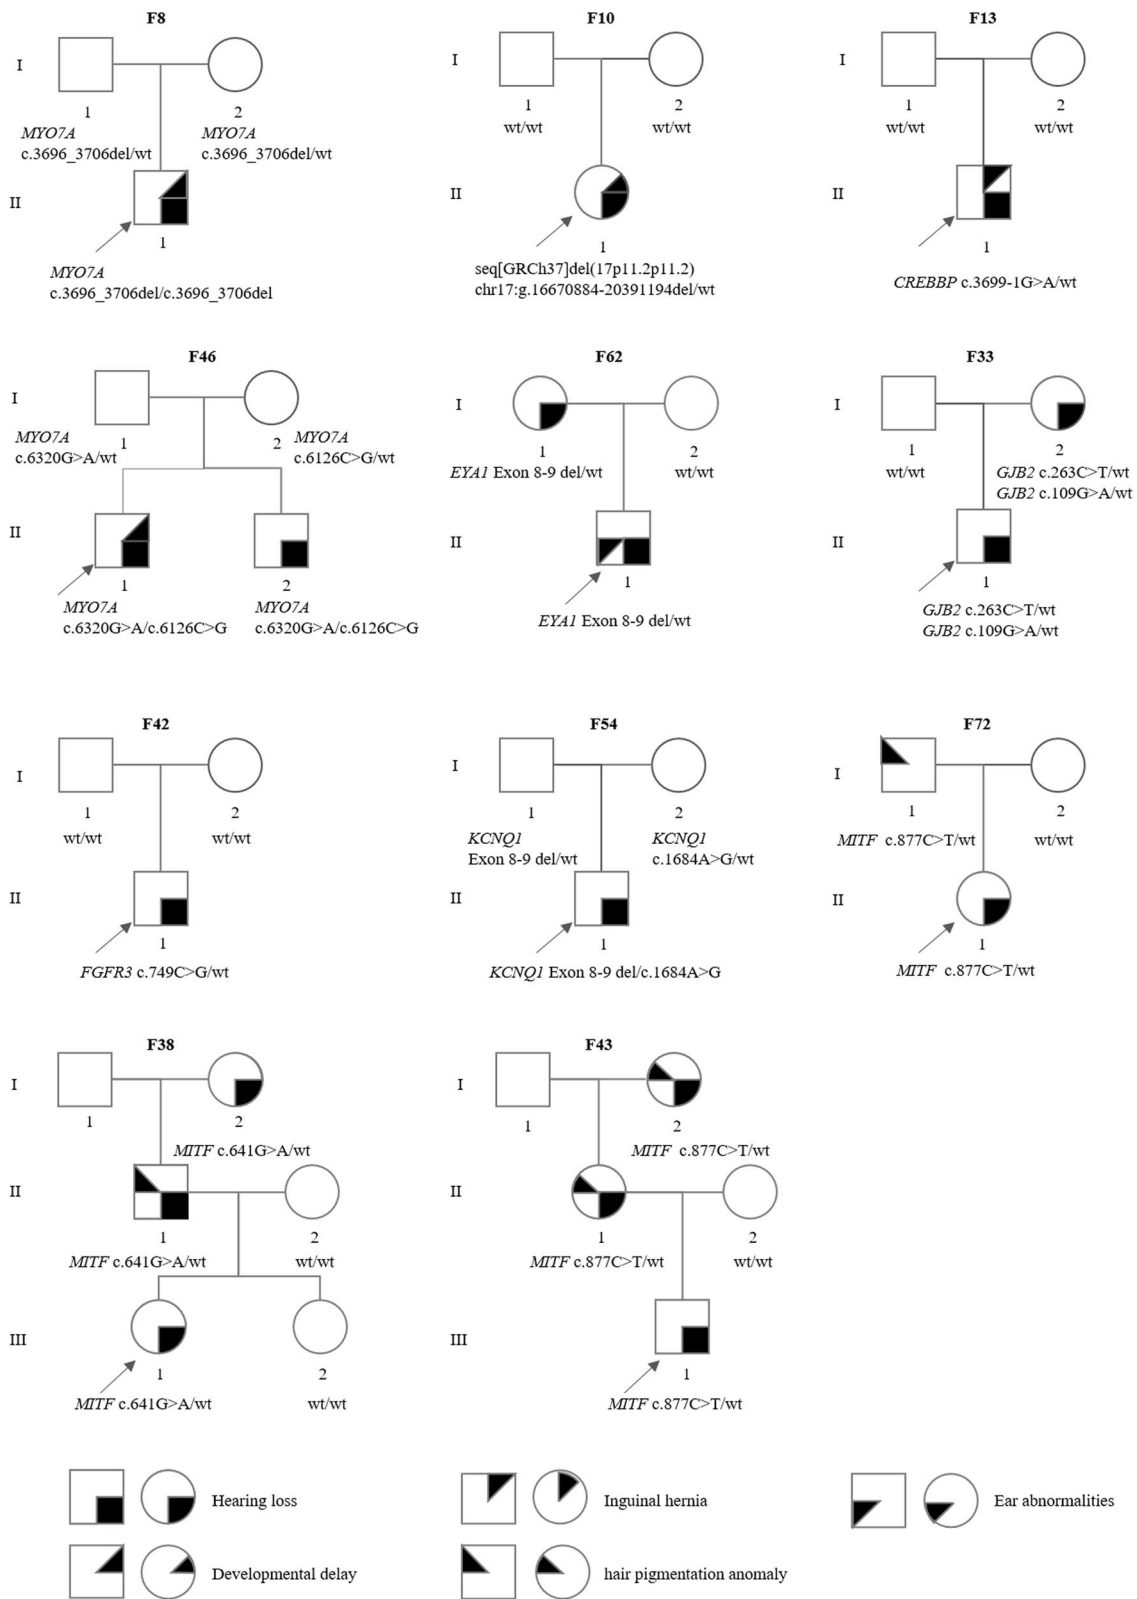 F8
F10
F13
I
I
I
1
2
1
2
1
2
MYO7A
c.3696_3706del/wt
MYO7A
c.3696_3706del/wt
wt/wt
wt/wt
wt/wt
wt/wt
II
II
II
1
1
1
MYO7A
c.3696_3706del/c.3696_3706del
seq[GRCh37]del(17p11.2p11.2)
chr17:g.16670884-20391194del/wt
CREBBP c.3699-1G>A/wt
F46
F62
F33
I
I
I
1
2
1
2
1
2
MYO7A
c.6320G>A/wt
MYO7A
c.6126C>G/wt
EYA1 Exon 8-9 del/wt
wt/wt
wt/wt
GJB2 c.263C>T/wt
GJB2 c.109G>A/wt
II
II
II
1
2
1
1
MYO7A
c.6320G>A/c.6126C>G
MYO7A
c.6320G>A/c.6126C>G
EYA1 Exon 8-9 del/wt
GJB2 c.263C>T/wt
GJB2 c.109G>A/wt
F42
F54
F72
I
I
I
1
2
1
2
1
2
wt/wt
wt/wt
KCNQ1
Exon 8-9 del/wt
KCNQ1
c.1684A>G/wt
MITF c.877C>T/wt
wt/wt
II
II
II
1
1
1
FGFR3 c.749C>G/wt
KCNQ1 Exon 8-9 del/c.1684A>G
MITF c.877C>T/wt
F38
F43
I
I
1
2
1
2
MITF c.641G>A/wt
MITF c.877C>T/wt
II
II
1
2
1
2
MITF c.641G>A/wt
wt/wt
MITF c.877C>T/wt
wt/wt
III
III
1
2
1
MITF c.641G>A/wt
wt/wt
MITF c.877C>T/wt
Hearing loss
Inguinal hernia
Ear abnormalities
Developmental delay
hair pigmentation anomaly